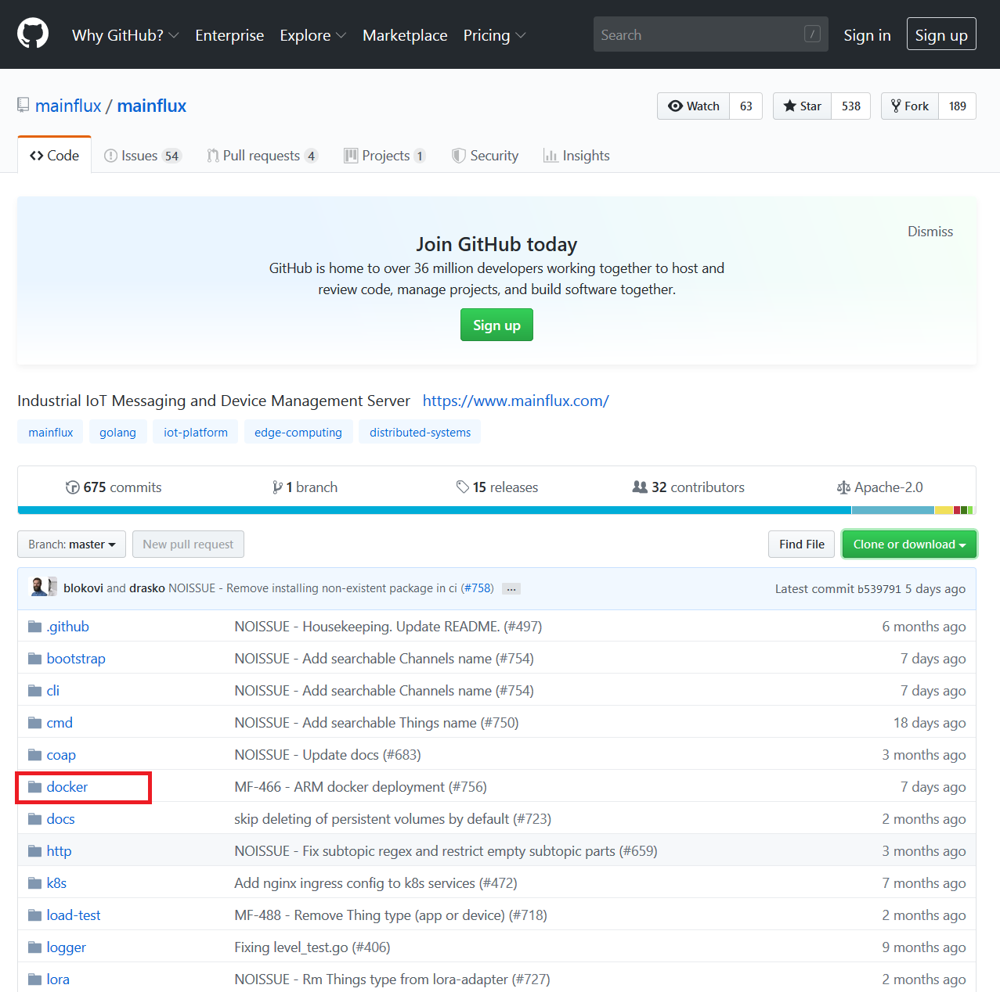 Why GitHub? Enterprise Explore Marketplace Pricing Search / Sign in Sign up
mainflux / mainflux Watch 63 Star 538 Fork 189
Code Issues 54 Pull requests 4 Projects 1 Security Insights
Dismiss
Join GitHub today
GitHub is home to over 36 million developers working together to host and
review code, manage projects, and build software together.
Sign up
Industrial IoT Messaging and Device Management Server https://www.mainflux.com/
mainflux golang iot-platform edge-computing distributed-systems
675 commits 1 branch 15 releases 32 contributors Apache-2.0
Branch: master New pull request Find File Clone or download
blokovi and drasko NOISSUE - Remove installing non-existent package in ci (#758) ... Latest commit b539791 5 days ago
.github NOISSUE - Housekeeping. Update README. (#497) 6 months ago
bootstrap NOISSUE - Add searchable Channels name (#754) 7 days ago
cli NOISSUE - Add searchable Channels name (#754) 7 days ago
cmd NOISSUE - Add searchable Things name (#750) 18 days ago
coap NOISSUE - Update docs (#683) 3 months ago
docker MF-466 - ARM docker deployment (#756) 7 days ago
docs skip deleting of persistent volumes by default (#723) 2 months ago
http NOISSUE - Fix subtopic regex and restrict empty subtopic parts (#659) 3 months ago
k8s Add nginx ingress config to k8s services (#472) 7 months ago
load-test MF-488 - Remove Thing type (app or device) (#718) 2 months ago
logger Fixing level_test.go (#406) 9 months ago
lora NOISSUE - Rm Things type from lora-adapter (#727) 2 months ago